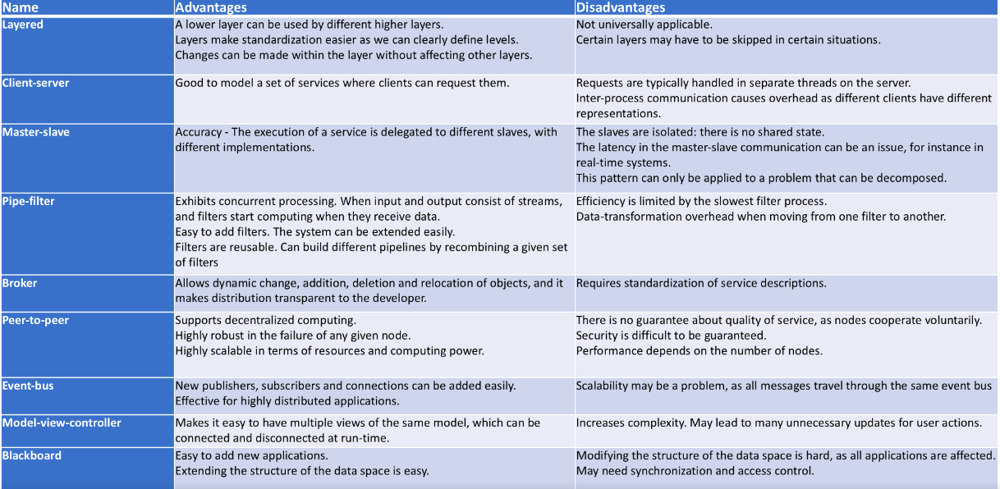 Name Advantages Disadvantages
Layered
A lower layer can be used by different higher layers.
Layers make standardization easier as we can clearly define levels.
Changes can be made within the layer without affecting other layers.
Not universally applicable.
Certain layers may have to be skipped in certain situations.
Client-server
Good to model a set of services where clients can request them.
Requests are typically handled in separate threads on the server.
Inter-process communication causes overhead as different clients have different
representations.
Master-slave
Accuracy - The execution of a service is delegated to different slaves, with
different implementations.
The slaves are isolated: there is no shared state.
The latency in the master-slave communication can be an issue, for instance in
real-time systems.
This pattern can only be applied to a problem that can be decomposed.
Pipe-filter
Exhibits concurrent processing. When input and output consist of streams,
and filters start computing when they receive data.
Easy to add filters. The system can be extended easily.
Filters are reusable. Can build different pipelines by recombining a given set
of filters
Efficiency is limited by the slowest filter process.
Data-transformation overhead when moving from one filter to another.
Broker
Allows dynamic change, addition, deletion and relocation of objects, and it
makes distribution transparent to the developer.
Requires standardization of service descriptions.
Peer-to-peer
Supports decentralized computing.
Highly robust in the failure of any given node.
Highly scalable in terms of resources and computing power.
There is no guarantee about quality of service, as nodes cooperate voluntarily.
Security is difficult to be guaranteed.
Performance depends on the number of nodes.
Event-bus
New publishers, subscribers and connections can be added easily.
Effective for highly distributed applications.
Scalability may be a problem, as all messages travel through the same event bus
Model-view-controller
Makes it easy to have multiple views of the same model, which can be
connected and disconnected at run-time.
Increases complexity. May lead to many unnecessary updates for user actions.
Blackboard
Easy to add new applications.
Extending the structure of the data space is easy.
Modifying the structure of the data space is hard, as all applications are affected.
May need synchronization and access control.